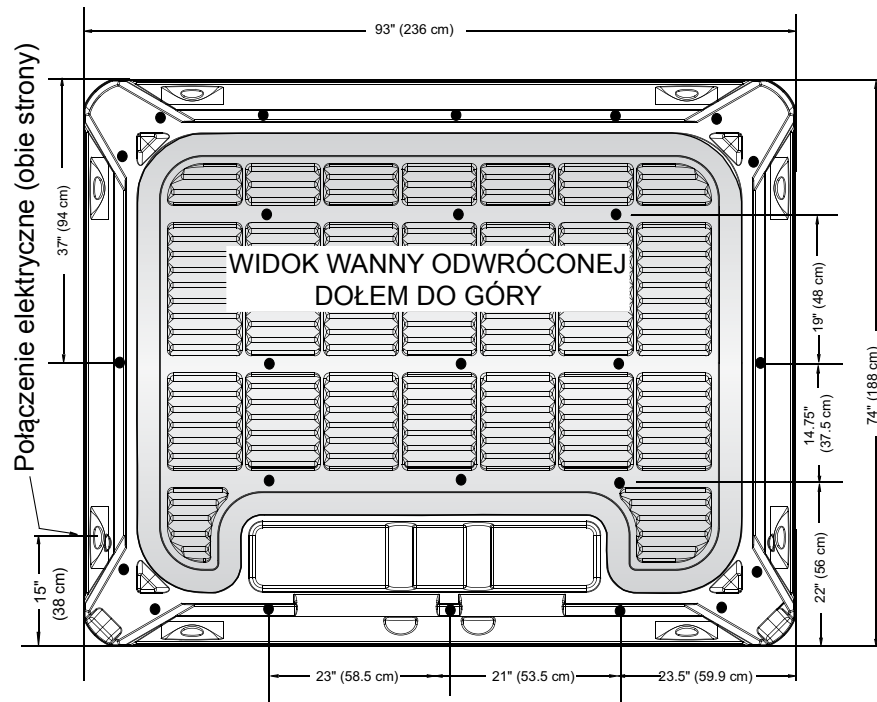 93" (236 cm)
Połączenie elektryczne (obie strony)
37" (94 cm)
WIDOK WANNY ODWRÓCONEJ
DOŁEM DO GÓRY
19" (48 cm)
74" (188 cm)
14.75"
(37.5 cm)
15"
(38 cm)
22" (56 cm)
23" (58.5 cm)
21" (53.5 cm)
23.5" (59.9 cm)